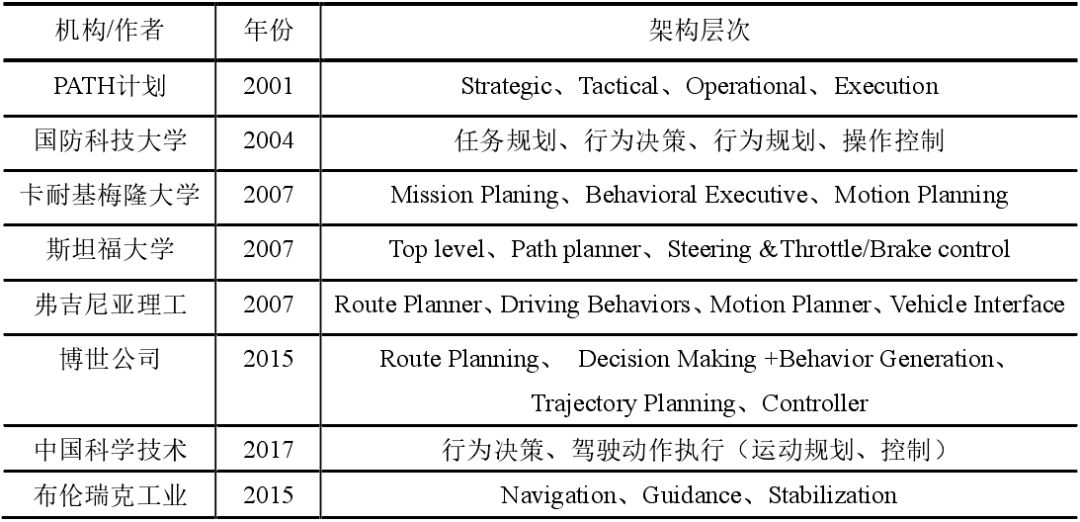 机构/作者 年份 架构层次
PATH计划 2001 Strategic、Tactical、Operational、Execution
国防科技大学 2004 任务规划、行为决策、行为规划、操作控制
卡耐基梅隆大学 2007 Mission Planing、Behavioral Executive、Motion Planning
斯坦福大学 2007 Top level、Path planner、Steering &Throttle/Brake control
弗吉尼亚理工 2007 Route Planner、Driving Behaviors、Motion Planner、Vehicle Interface
博世公司 2015 Route Planning、 Decision Making +Behavior Generation、
Trajectory Planning、Controller
中国科学技术 2017 行为决策、驾驶动作执行（运动规划、控制）
布伦瑞克工业 2015 Navigation、Guidance、Stabilization